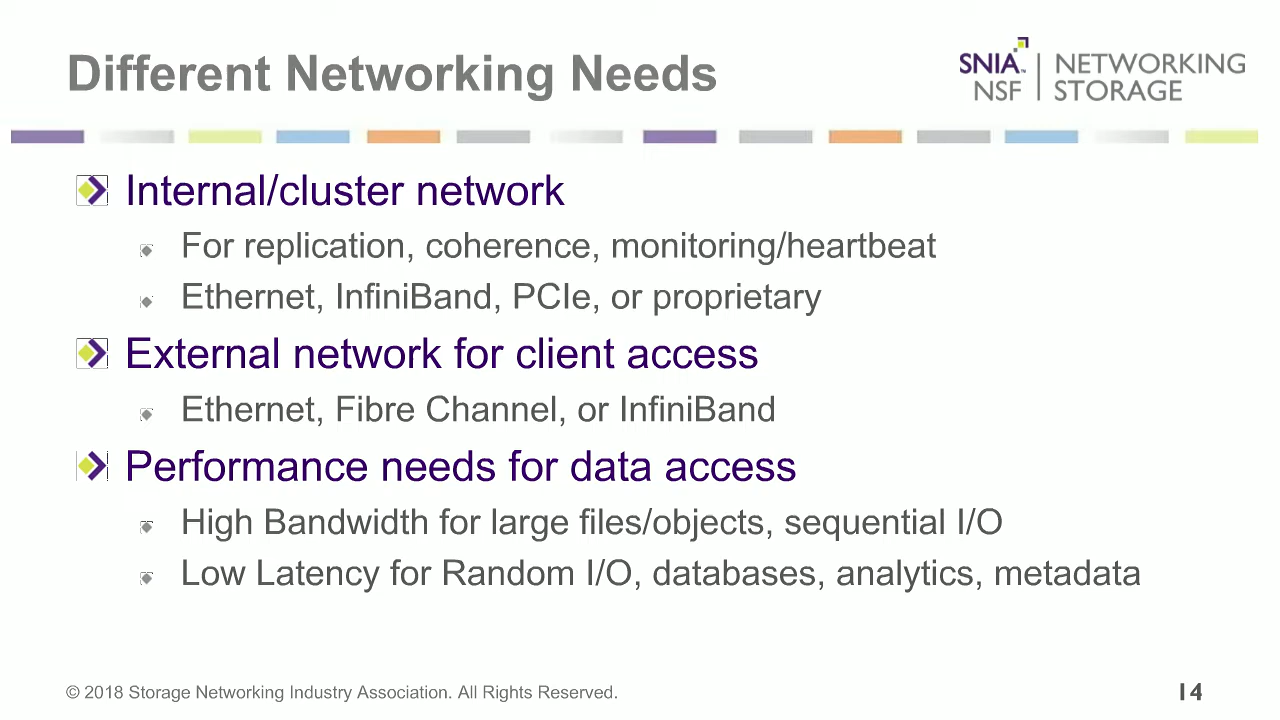 Different Networking Needs
SNIA™ | NETWORKING
NSF | STORAGE
Internal/cluster network
For replication, coherence, monitoring/heartbeat
Ethernet, InfiniBand, PCIe, or proprietary
External network for client access
Ethernet, Fibre Channel, or InfiniBand
Performance needs for data access
High Bandwidth for large files/objects, sequential I/O
Low Latency for Random I/O, databases, analytics, metadata
© 2018 Storage Networking Industry Association. All Rights Reserved.
14